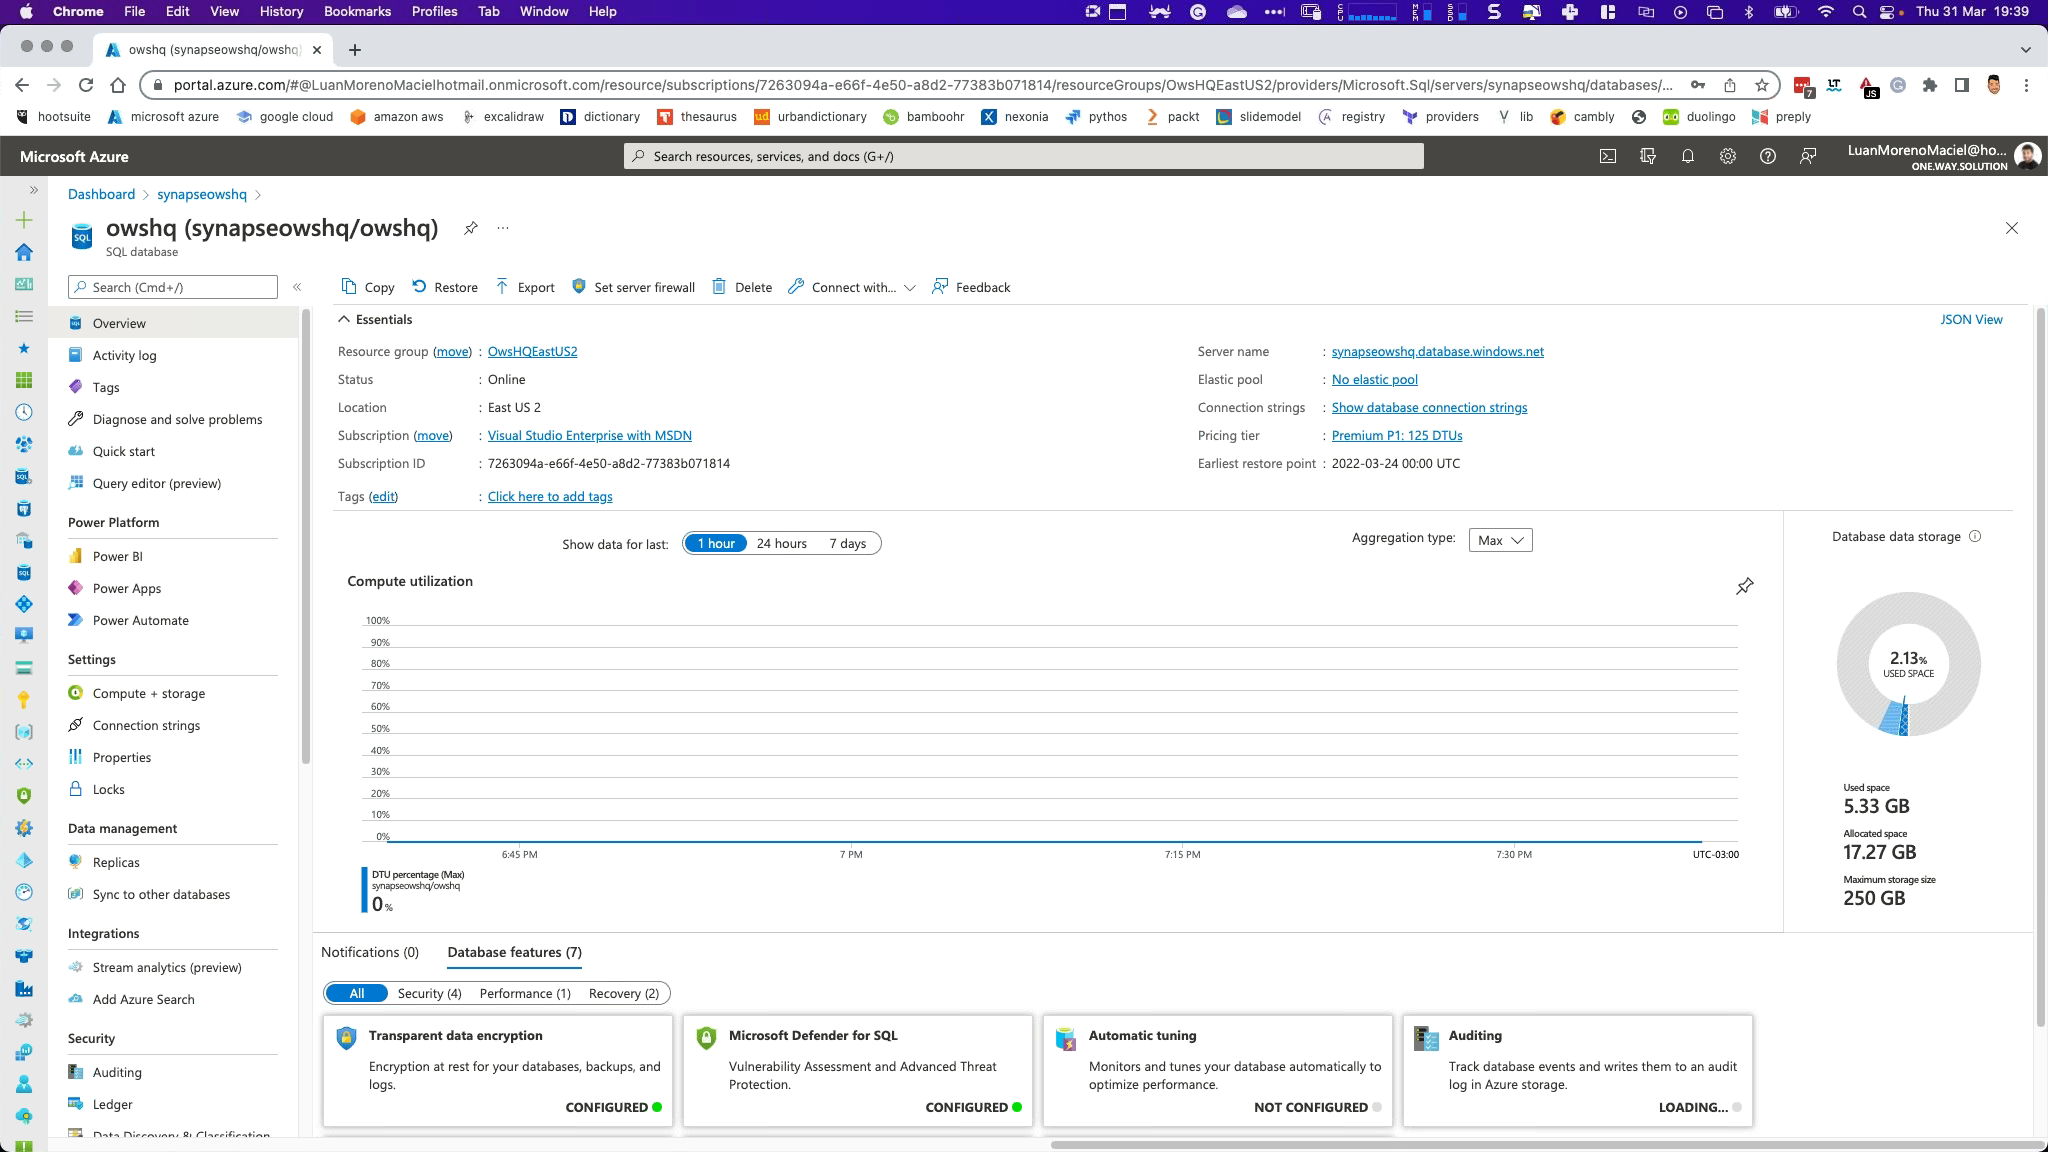 Chrome File Edit View History Bookmarks Profiles Tab Window Help Thu 31 Mar 19:39
owshq (synapseowshq/owshq)
portal.azure.com/#@LuanMorenoMacielhotmail.onmicrosoft.com/resource/subscriptions/7263094a-e66f-4e50-a8d2-77383b071814/resourceGroups/OwsHQEastUS2/providers/Microsoft.Sql/servers/synapseowshq/databases/...
hootsuite microsoft azure google cloud amazon aws excalidraw dictionary thesaurus urbandictionary bamboohr nexonia pythos packt slidemodel registry providers lib cambly duolingo preply
Microsoft Azure
Search resources, services, and docs (G+/)
LuanMorenoMaciel@ho...
ONE.WAY.SOLUTION
Dashboard > synapseowshq >
owshq (synapseowshq/owshq) ...
SQL database
Search (Cmd+/)
Copy Restore Export Set server firewall Delete Connect with... Feedback
Overview
Activity log
Tags
Diagnose and solve problems
Quick start
Query editor (preview)
Power Platform
Power BI
Power Apps
Power Automate
Settings
Compute + storage
Connection strings
Properties
Locks
Data management
Replicas
Sync to other databases
Integrations
Stream analytics (preview)
Add Azure Search
Security
Auditing
Ledger
Data Discovery & Classification
Essentials
JSON View
Resource group (move) : OwsHQEastUS2
Status : Online
Location : East US 2
Subscription (move) : Visual Studio Enterprise with MSDN
Subscription ID : 7263094a-e66f-4e50-a8d2-77383b071814
Tags (edit) : Click here to add tags
Server name : synapseowshq.database.windows.net
Elastic pool : No elastic pool
Connection strings : Show database connection strings
Pricing tier : Premium P1: 125 DTUs
Earliest restore point : 2022-03-24 00:00 UTC
Show data for last: 1 hour 24 hours 7 days
Aggregation type: Max
Compute utilization
100%
90%
80%
70%
60%
50%
40%
30%
20%
10%
0%
6:45 PM 7 PM 7:15 PM 7:30 PM UTC-03:00
DTU percentage (Max)
synapseowshq/owshq
0 %
Database data storage
2.13%
USED SPACE
Used space
5.33 GB
Allocated space
17.27 GB
Maximum storage size
250 GB
Notifications (0) Database features (7)
All Security (4) Performance (1) Recovery (2)
Transparent data encryption
Encryption at rest for your databases, backups, and
logs.
CONFIGURED
Microsoft Defender for SQL
Vulnerability Assessment and Advanced Threat
Protection.
CONFIGURED
Automatic tuning
Monitors and tunes your database automatically to
optimize performance.
NOT CONFIGURED
Auditing
Track database events and writes them to an audit
log in Azure storage.
LOADING...